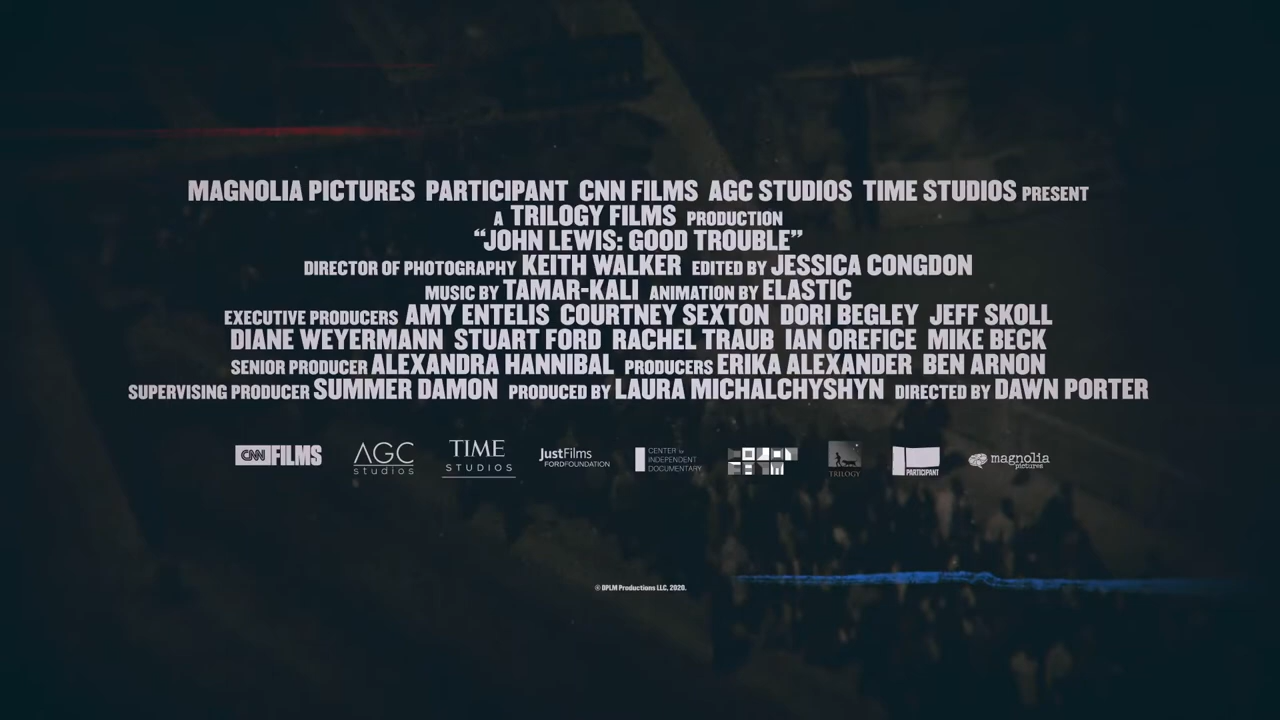 MAGNOLIA PICTURES PARTICIPANT CNN FILMS AGC STUDIOS TIME STUDIOS PRESENT
A TRILOGY FILMS PRODUCTION
“JOHN LEWIS: GOOD TROUBLE”
DIRECTOR OF PHOTOGRAPHY KEITH WALKER EDITED BY JESSICA CONGDON
MUSIC BY TAMAR-KALI ANIMATION BY ELASTIC
EXECUTIVE PRODUCERS AMY ENTELIS COURTNEY SEXTON DORI BEGLEY JEFF SKOLL
DIANE WEYERMANN STUART FORD RACHEL TRAUB IAN OREFICE MIKE BECK
SENIOR PRODUCER ALEXANDRA HANNIBAL PRODUCERS ERIKA ALEXANDER BEN ARNON
SUPERVISING PRODUCER SUMMER DAMON PRODUCED BY LAURA MICHALCHYSHYN DIRECTED BY DAWN PORTER
CNN FILMS
AGC
studios
TIME
STUDIOS
JustFilms
FORDFOUNDATION
CENTER for
INDEPENDENT
DOCUMENTARY
TRILOGY
PARTICIPANT
magnolia
pictures
© DPLM Productions LLC, 2020.